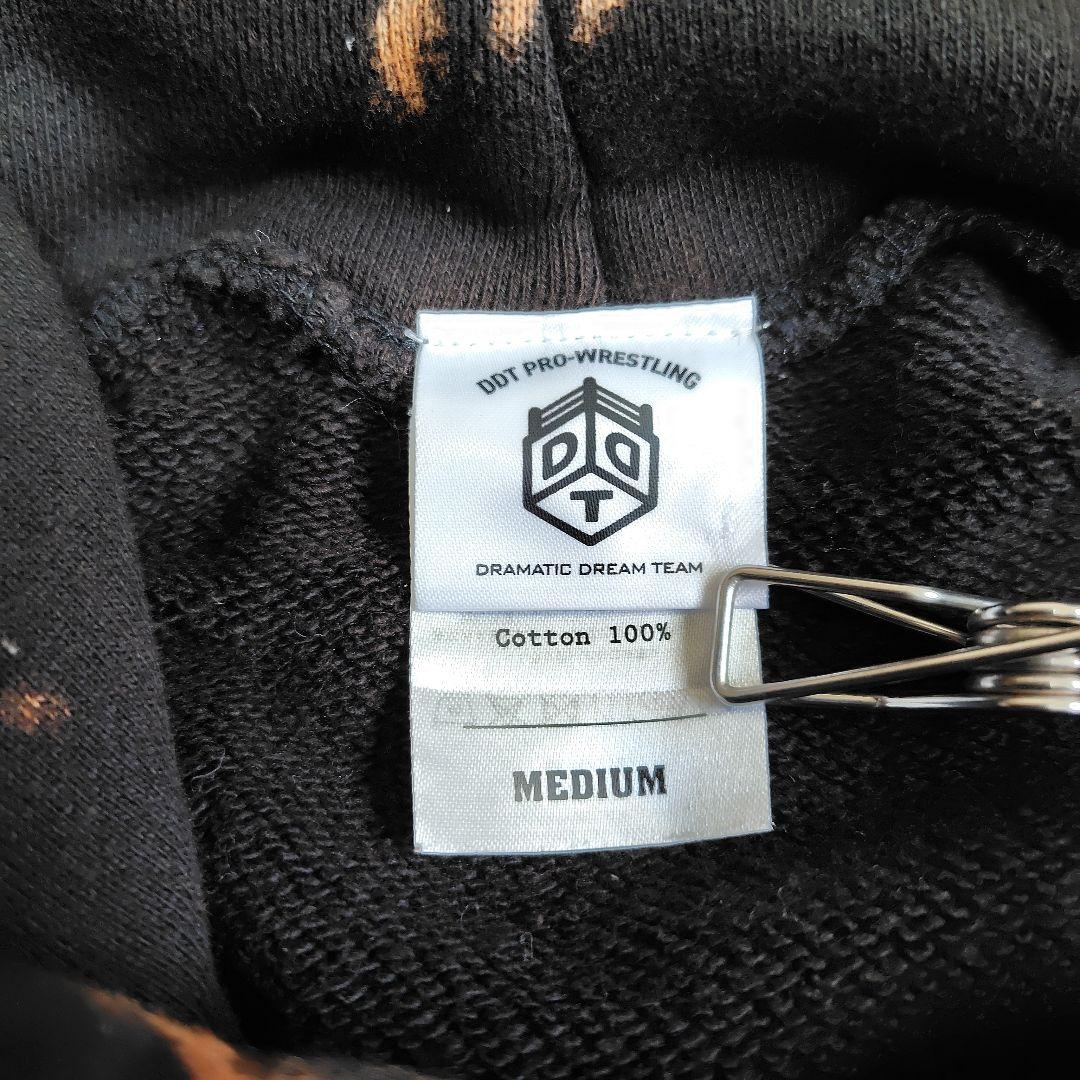 DDT PRO-WRESTLING
DDT
DRAMATIC DREAM TEAM
Cotton 100%
MEDIUM